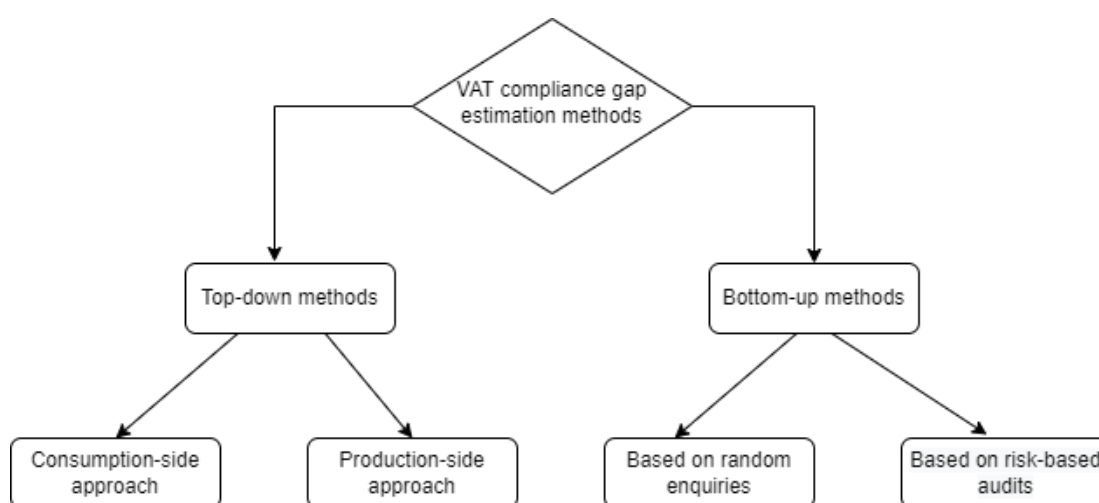 VAT compliance gap
estimation methods
Top-down methods
Bottom-up methods
Consumption-side
approach
Production-side
approach
Based on random
enquiries
Based on risk-based
audits